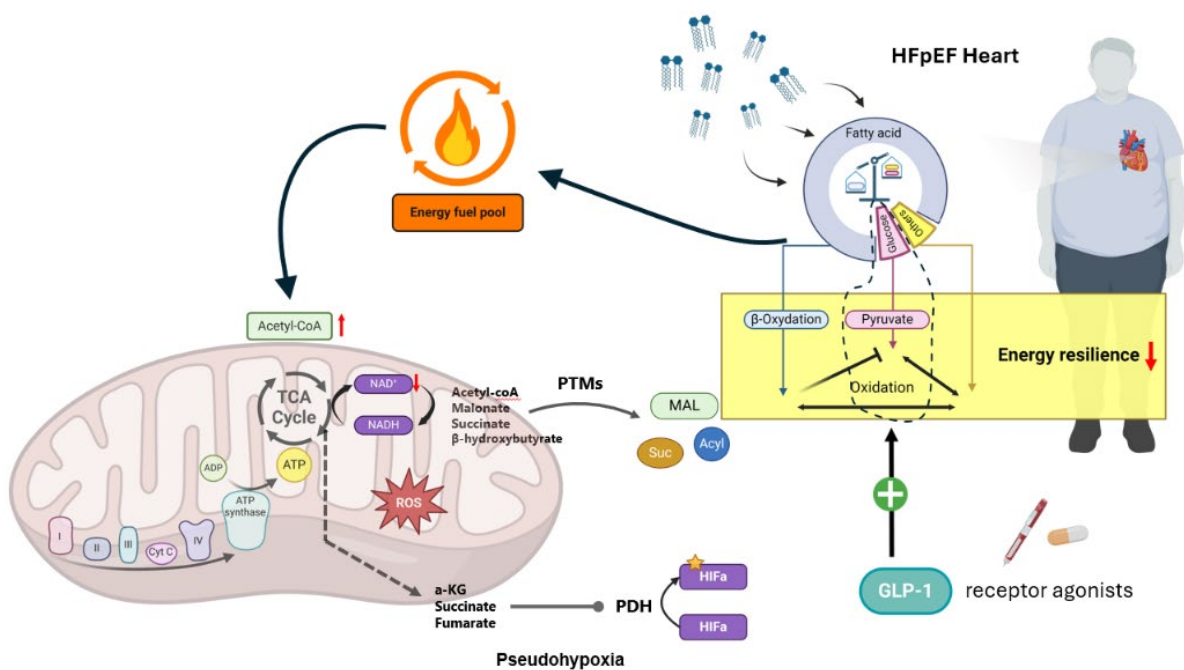 HFpEF Heart
Fatty acid
Glucose
Others
Energy fuel pool
β-Oxydation
Pyruvate
Energy resilience
Oxidation
Acetyl-CoA
TCA
Cycle
NAD⁺
NADH
Acetyl-coA
Malonate
Succinate
β-hydroxybutyrate
PTMs
MAL
Suc
Acyl
ADP
ATP
ROS
ATP
synthase
I
II
III
Cyt C
IV
GLP-1
receptor agonists
a-KG
Succinate
Fumarate
PDH
HIFa
HIFa
Pseudohypoxia